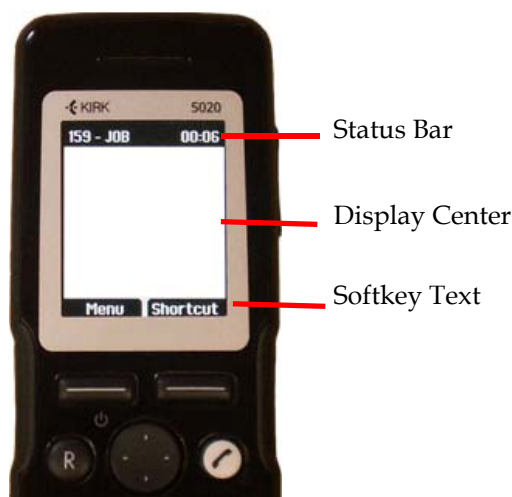 KIRK 5020
159 - JOB 00:06
Status Bar
Display Center
Softkey Text
Menu Shortcut
R